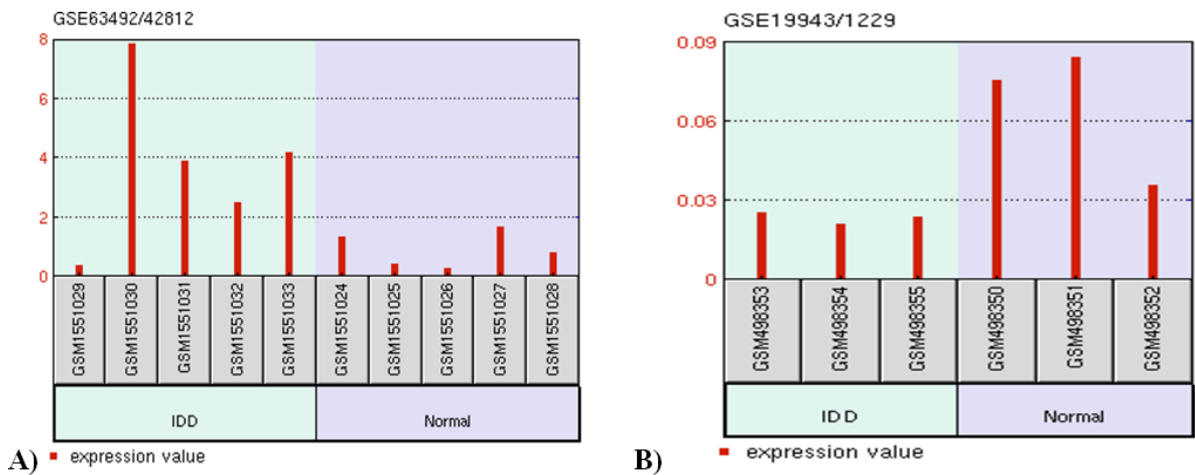 GSE63492/42812
8
6
4
2
0
GSM1551029
GSM1551030
GSM1551031
GSM1551032
GSM1551033
GSM1551024
GSM1551025
GSM1551026
GSM1551027
GSM1551028
IDD
Normal
A)
expression value
GSE19943/1229
0.09
0.06
0.03
0
GSM498353
GSM498354
GSM498355
GSM498350
GSM498351
GSM498352
IDD
Normal
B)
expression value